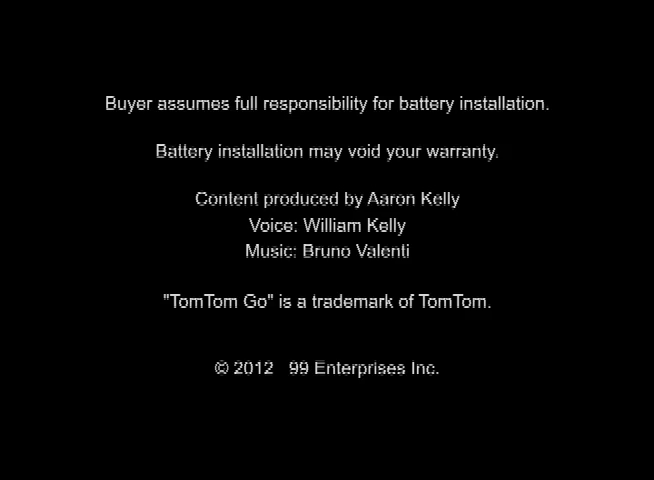 Buyer assumes full responsibility for battery installation.
Battery installation may void your warranty.
Content produced by Aaron Kelly
Voice: William Kelly
Music: Bruno Valenti
"TomTom Go" is a trademark of TomTom.
© 2012   99 Enterprises Inc.